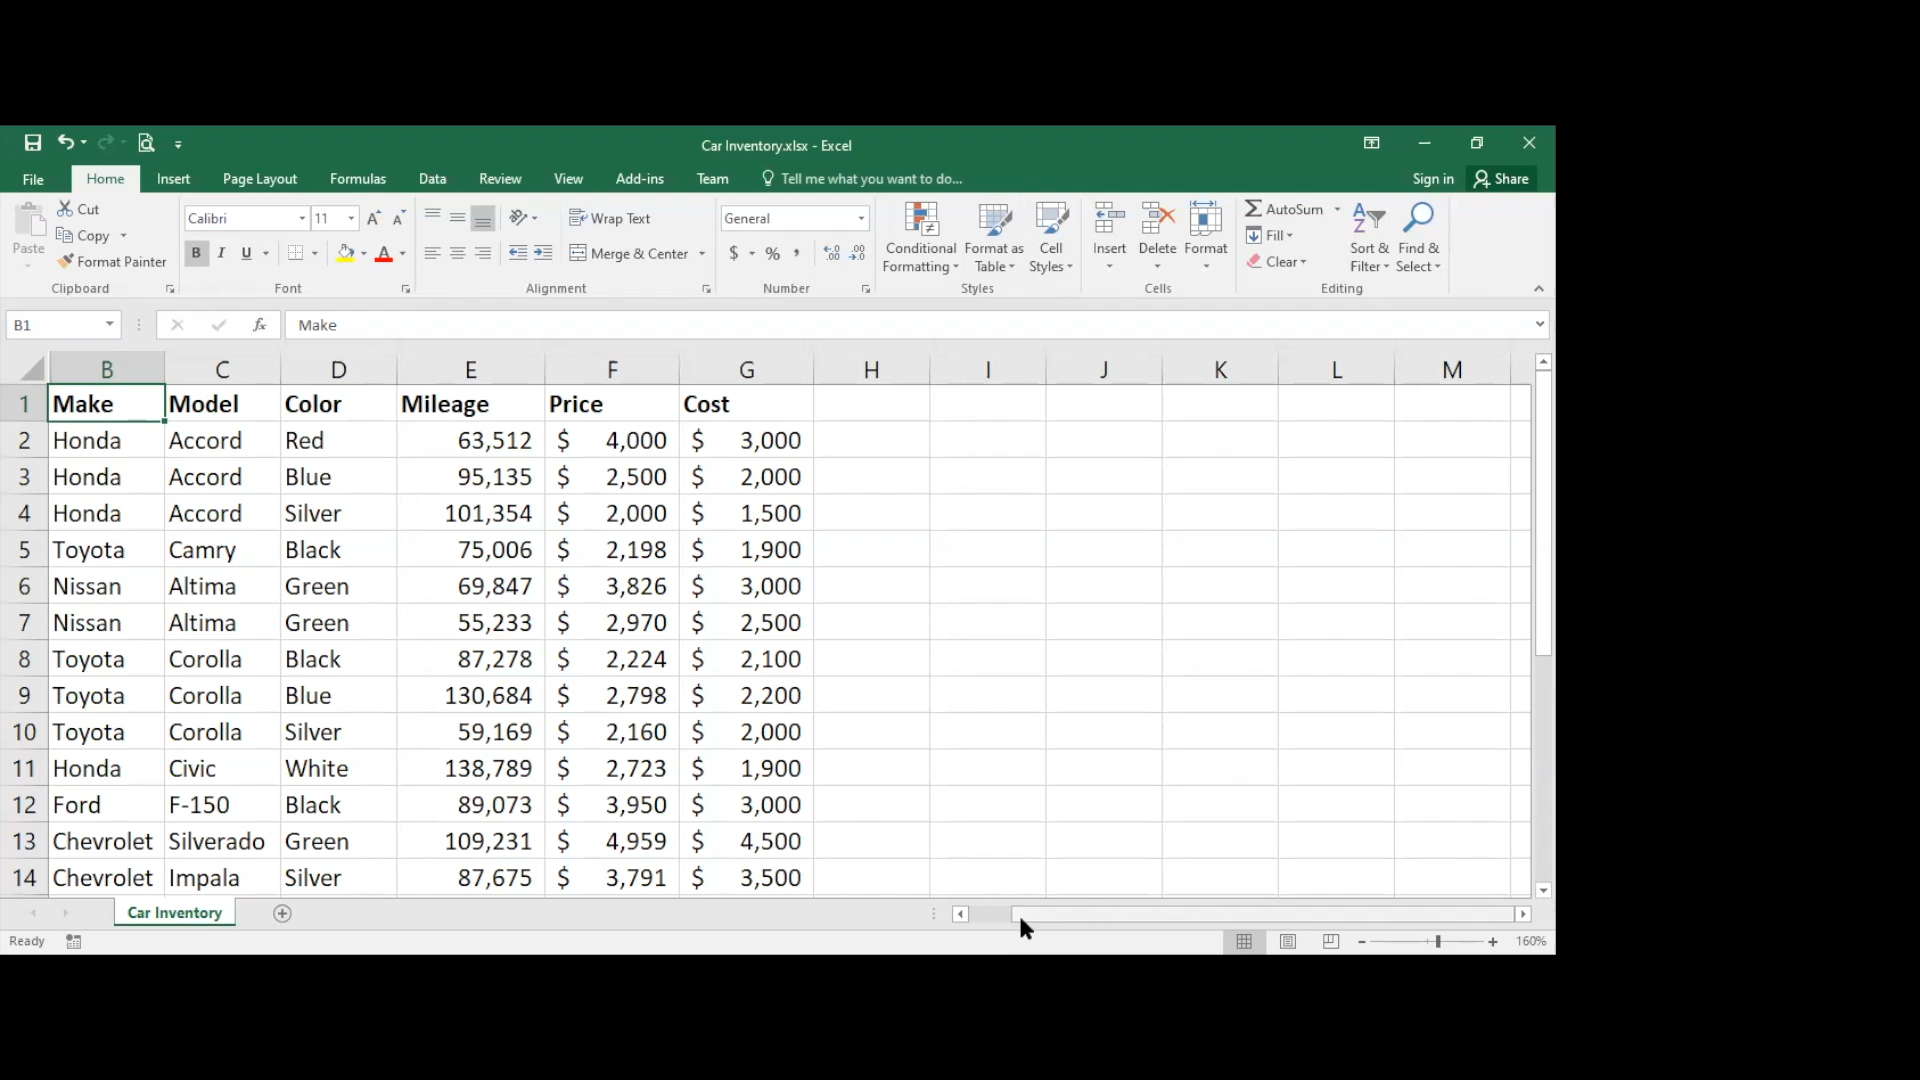 Car Inventory.xlsx - Excel
File Home Insert Page Layout Formulas Data Review View Add-ins Team Tell me what you want to do... Sign in Share
Paste
Cut
Copy
Format Painter
Clipboard
Calibri 11 A A
B I U A
Font
Wrap Text
Merge & Center
Alignment
General
$ % , .00 .00
Number
Conditional Formatting
Format as Table
Cell Styles
Styles
Insert Delete Format
Cells
AutoSum
Fill
Clear
Sort & Filter
Find & Select
Editing
B1 fx Make
B C D E F G H I J K L M
1 Make Model Color Mileage Price Cost
2 Honda Accord Red 63,512 $ 4,000 $ 3,000
3 Honda Accord Blue 95,135 $ 2,500 $ 2,000
4 Honda Accord Silver 101,354 $ 2,000 $ 1,500
5 Toyota Camry Black 75,006 $ 2,198 $ 1,900
6 Nissan Altima Green 69,847 $ 3,826 $ 3,000
7 Nissan Altima Green 55,233 $ 2,970 $ 2,500
8 Toyota Corolla Black 87,278 $ 2,224 $ 2,100
9 Toyota Corolla Blue 130,684 $ 2,798 $ 2,200
10 Toyota Corolla Silver 59,169 $ 2,160 $ 2,000
11 Honda Civic White 138,789 $ 2,723 $ 1,900
12 Ford F-150 Black 89,073 $ 3,950 $ 3,000
13 Chevrolet Silverado Green 109,231 $ 4,959 $ 4,500
14 Chevrolet Impala Silver 87,675 $ 3,791 $ 3,500
Car Inventory
Ready 160%